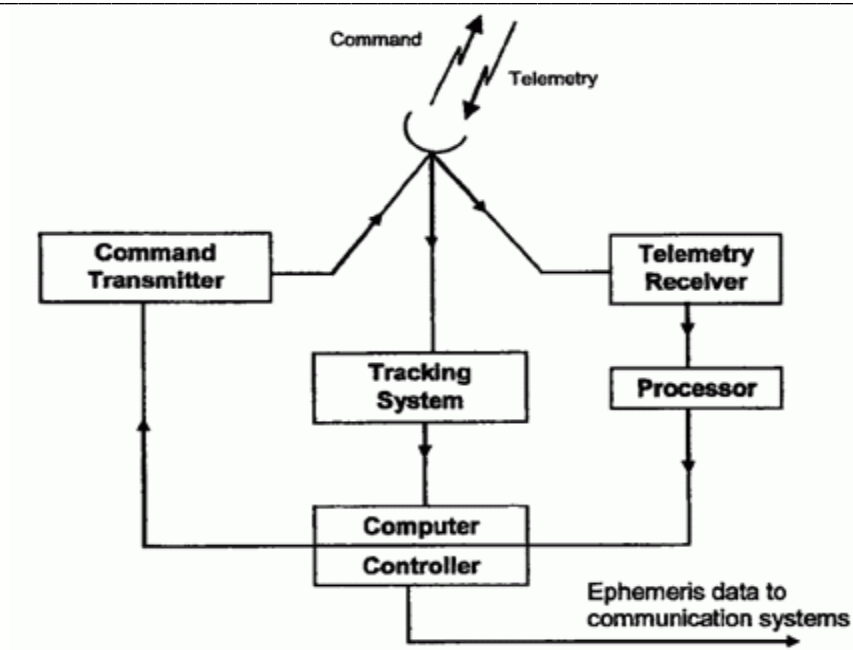 Command
Telemetry
Command
Transmitter
Telemetry
Receiver
Tracking
System
Processor
Computer
Controller
Ephemeris data to
communication systems